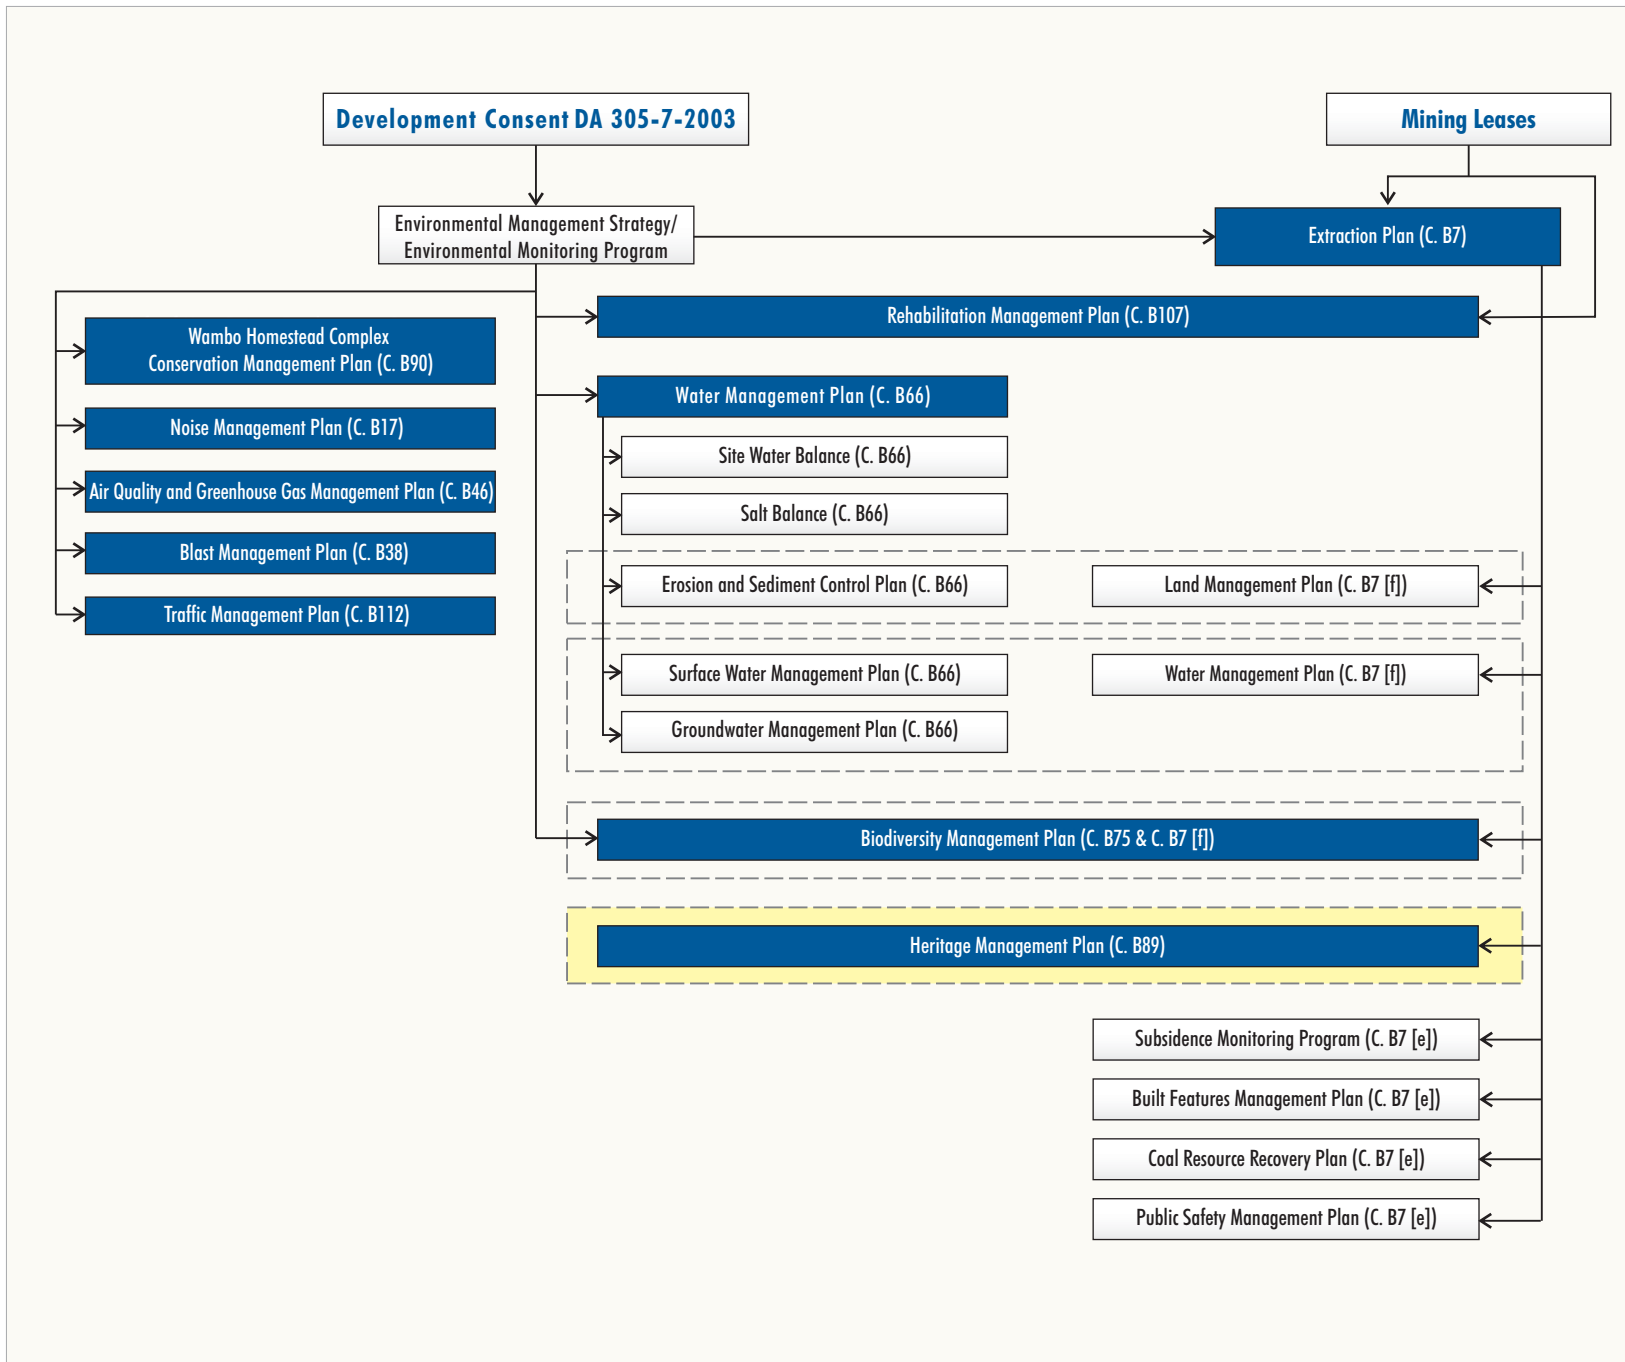 Development Consent DA 305-7-2003
Mining Leases
Environmental Management Strategy/
Environmental Monitoring Program
Extraction Plan (C. B7)
Rehabilitation Management Plan (C. B107)
Wambo Homestead Complex
Conservation Management Plan (C. B90)
Noise Management Plan (C. B17)
Air Quality and Greenhouse Gas Management Plan (C. B46)
Blast Management Plan (C. B38)
Traffic Management Plan (C. B112)
Water Management Plan (C. B66)
Site Water Balance (C. B66)
Salt Balance (C. B66)
Erosion and Sediment Control Plan (C. B66)
Land Management Plan (C. B7 [f])
Surface Water Management Plan (C. B66)
Water Management Plan (C. B7 [f])
Groundwater Management Plan (C. B66)
Biodiversity Management Plan (C. B75 & C. B7 [f])
Heritage Management Plan (C. B89)
Subsidence Monitoring Program (C. B7 [e])
Built Features Management Plan (C. B7 [e])
Coal Resource Recovery Plan (C. B7 [e])
Public Safety Management Plan (C. B7 [e])